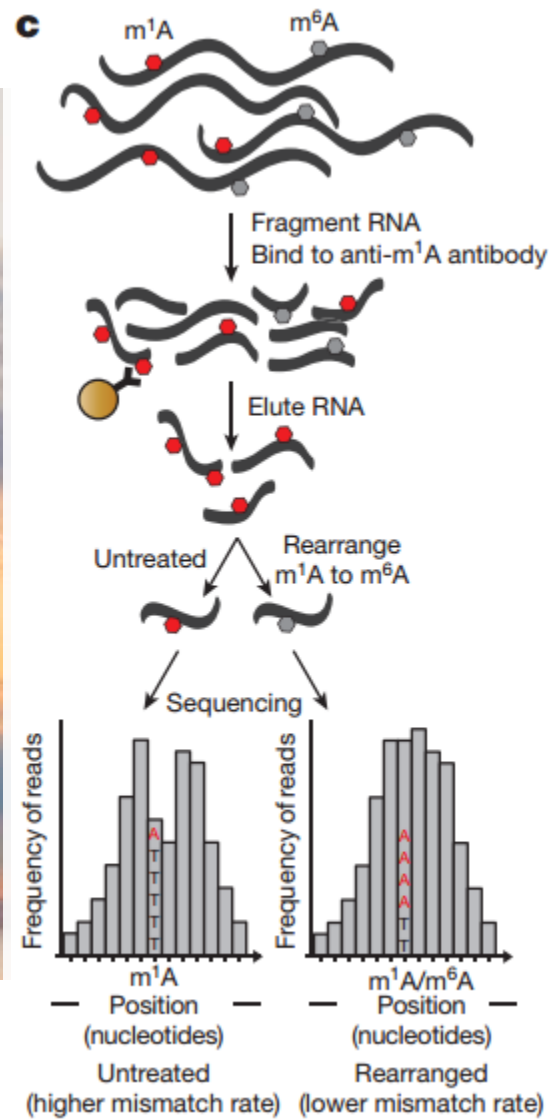 c
m¹A
m⁶A
Fragment RNA
Bind to anti-m¹A antibody
Elute RNA
Untreated
Rearrange
m¹A to m⁶A
Sequencing
Frequency of reads
A
T
T
T
T
T
m¹A
Position
(nucleotides)
Untreated
(higher mismatch rate)
Frequency of reads
A
A
A
A
T
T
m¹A/m⁶A
Position
(nucleotides)
Rearranged
(lower mismatch rate)